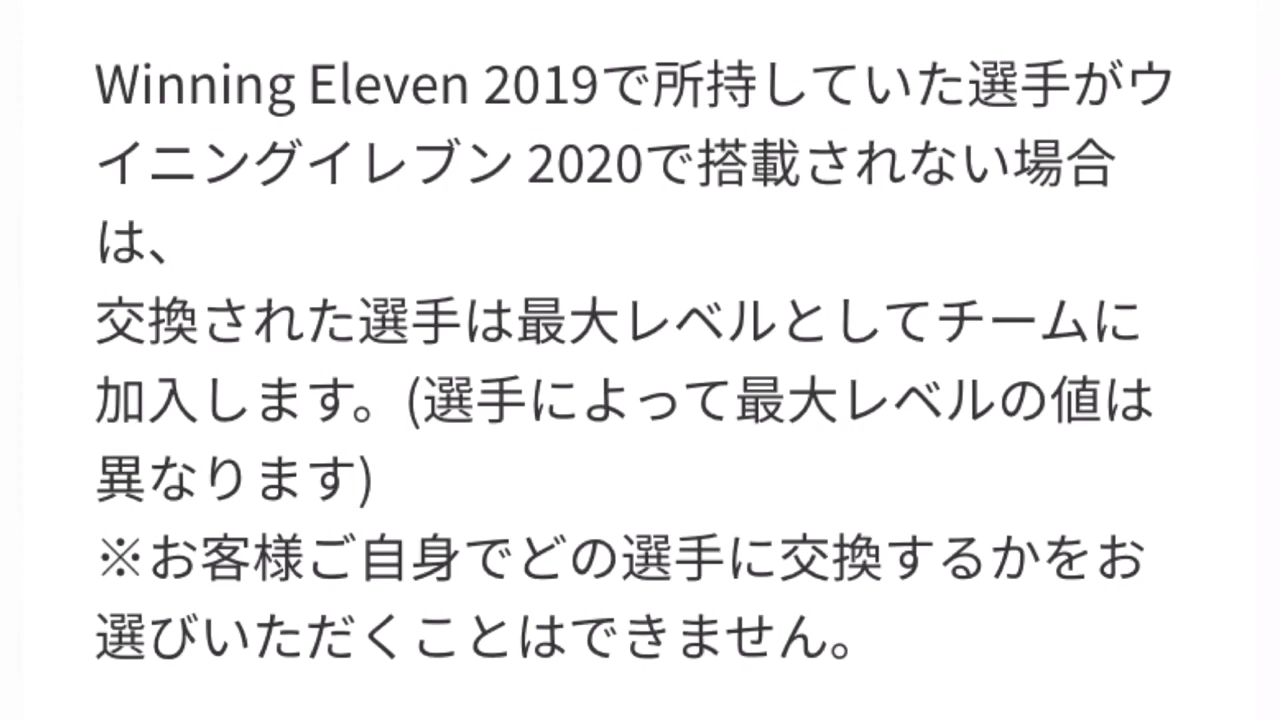 Winning Eleven 2019で所持していた選手がウ
イニングイレブン 2020で搭載されない場合
は、
交換された選手は最大レベルとしてチームに
加入します。(選手によって最大レベルの値は
異なります)
※お客様ご自身でどの選手に交換するかをお
選びいただくことはできません。